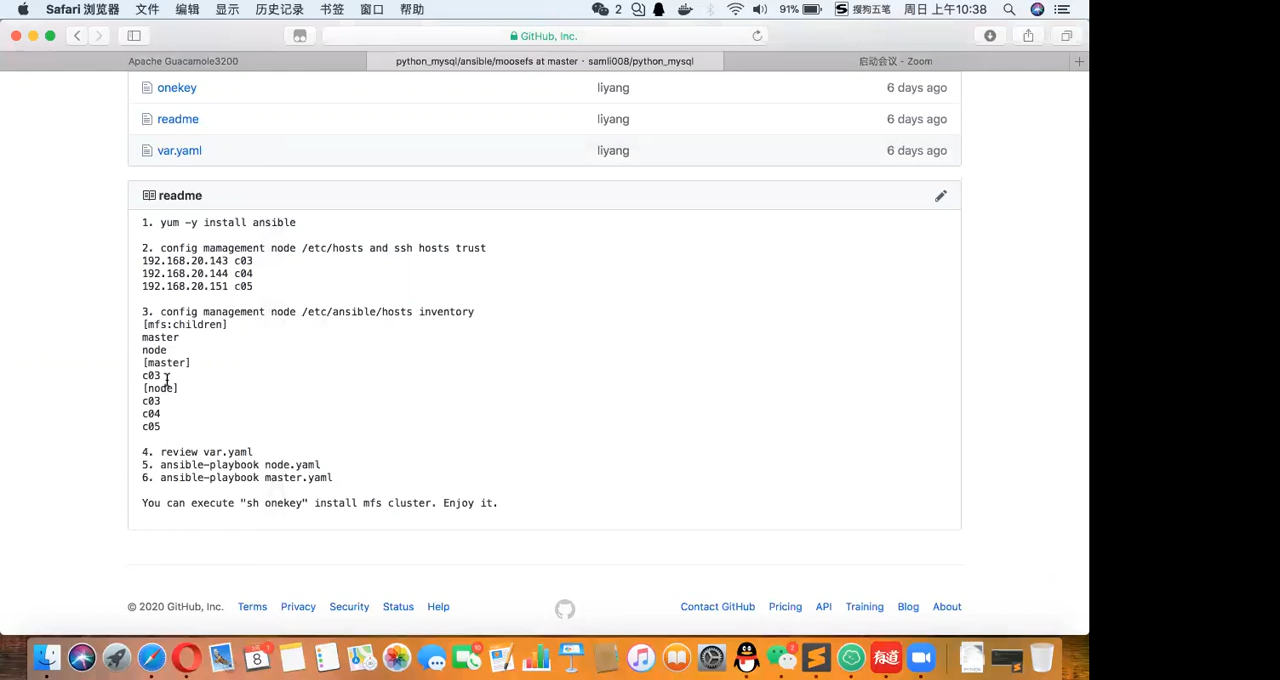 Safari 浏览器 文件 编辑 显示 历史记录 书签 窗口 帮助 2 91% 搜狗五笔 周日 上午10:38
GitHub, Inc.
Apache Guacamole3200 python_mysql/ansible/moosefs at master · samli008/python_mysql 启动会议 - Zoom
onekey liyang 6 days ago
readme liyang 6 days ago
var.yaml liyang 6 days ago
readme
1. yum -y install ansible
2. config mamagement node /etc/hosts and ssh hosts trust
192.168.20.143 c03
192.168.20.144 c04
192.168.20.151 c05
3. config management node /etc/ansible/hosts inventory
[mfs:children]
master
node
[master]
c03
[node]
c03
c04
c05
4. review var.yaml
5. ansible-playbook node.yaml
6. ansible-playbook master.yaml
You can execute "sh onekey" install mfs cluster. Enjoy it.
© 2020 GitHub, Inc. Terms Privacy Security Status Help Contact GitHub Pricing API Training Blog About
8
有道